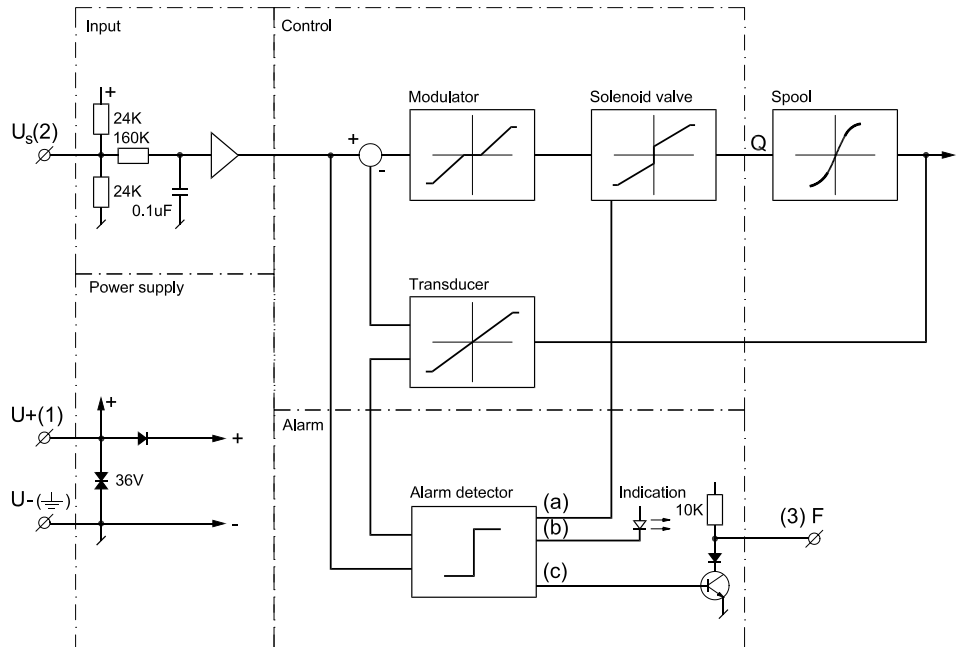 Input
Control
+
24K
160K
Us(2)
24K
0.1uF
+
-
Modulator
Solenoid valve
Q
Spool
Transducer
Power supply
U+(1)
+
+
36V
U-(⏚)
-
Alarm
Alarm detector
(a)
(b)
(c)
Indication
10K
(3) F